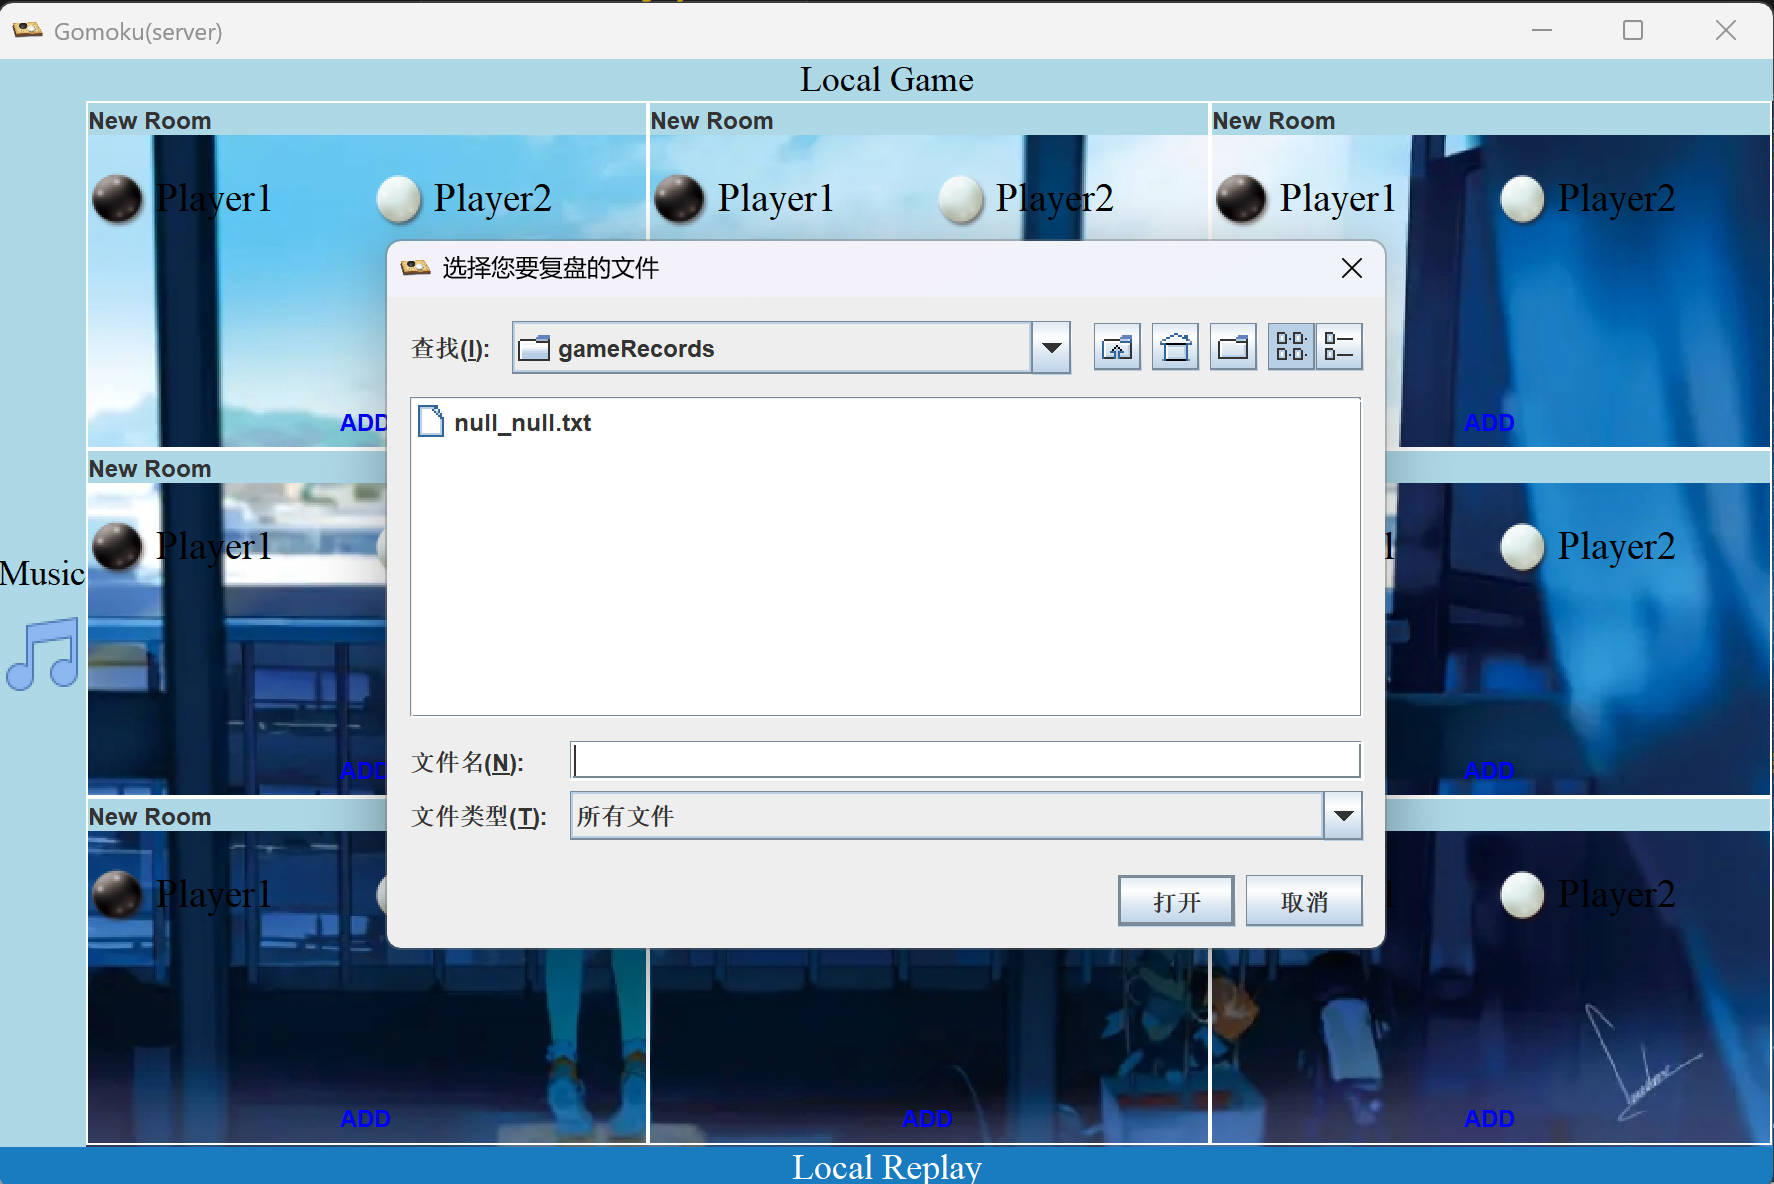 Gomoku(server)
Local Game
New Room
New Room
New Room
Player1
Player2
Player1
Player2
Player1
Player2
选择您要复盘的文件
查找(I):
gameRecords
null_null.txt
ADD
ADD
New Room
Player1
Player2
Music
文件名(N):
ADD
ADD
文件类型(T):
所有文件
New Room
Player1
Player2
打开
取消
ADD
ADD
ADD
Local Replay